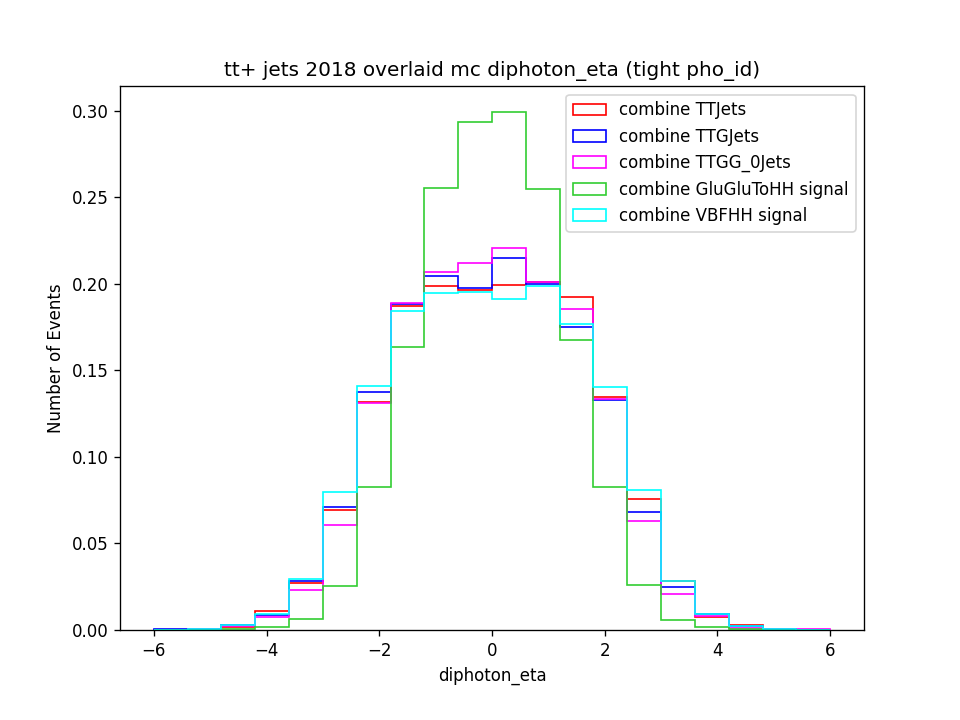 tt+ jets 2018 overlaid mc diphoton_eta (tight pho_id)
combine TTJets
combine TTGJets
combine TTGG_0Jets
combine GluGluToHH signal
combine VBFHH signal
Number of Events
0.30
0.25
0.20
0.15
0.10
0.05
0.00
−6
−4
−2
0
2
4
6
diphoton_eta